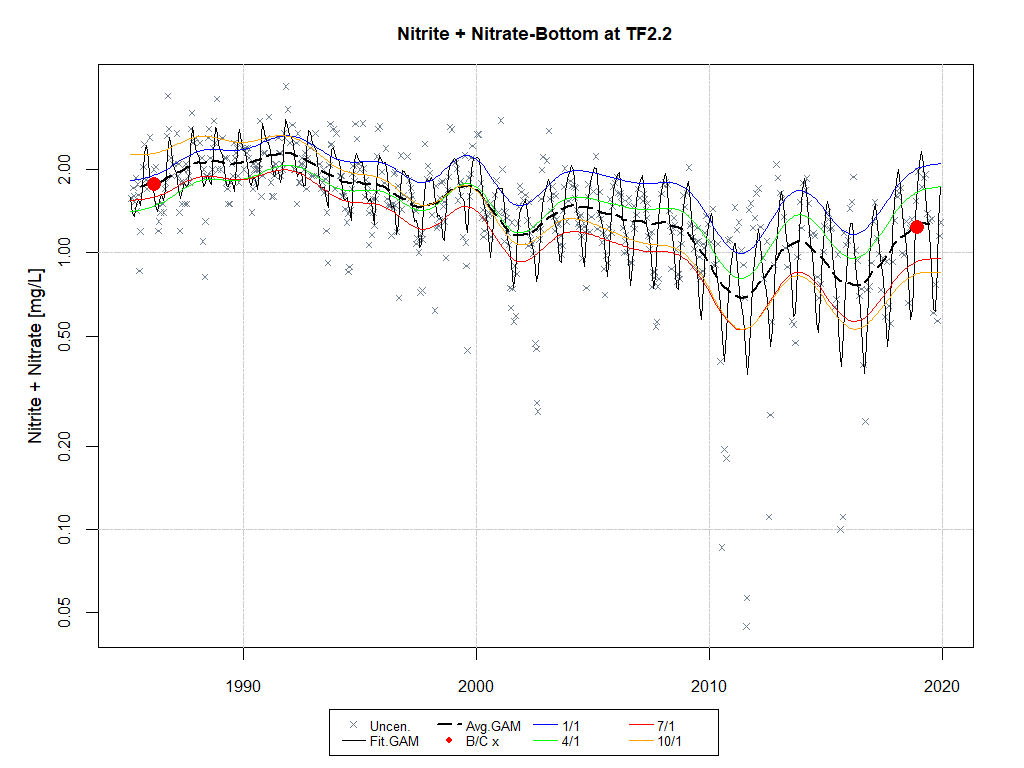 Nitrite + Nitrate-Bottom at TF2.2
Nitrite + Nitrate [mg/L]
2.00
1.00
0.50
0.20
0.10
0.05
1990 2000 2010 2020
Uncen. Avg.GAM 1/1 7/1
Fit.GAM B/C x 4/1 10/1